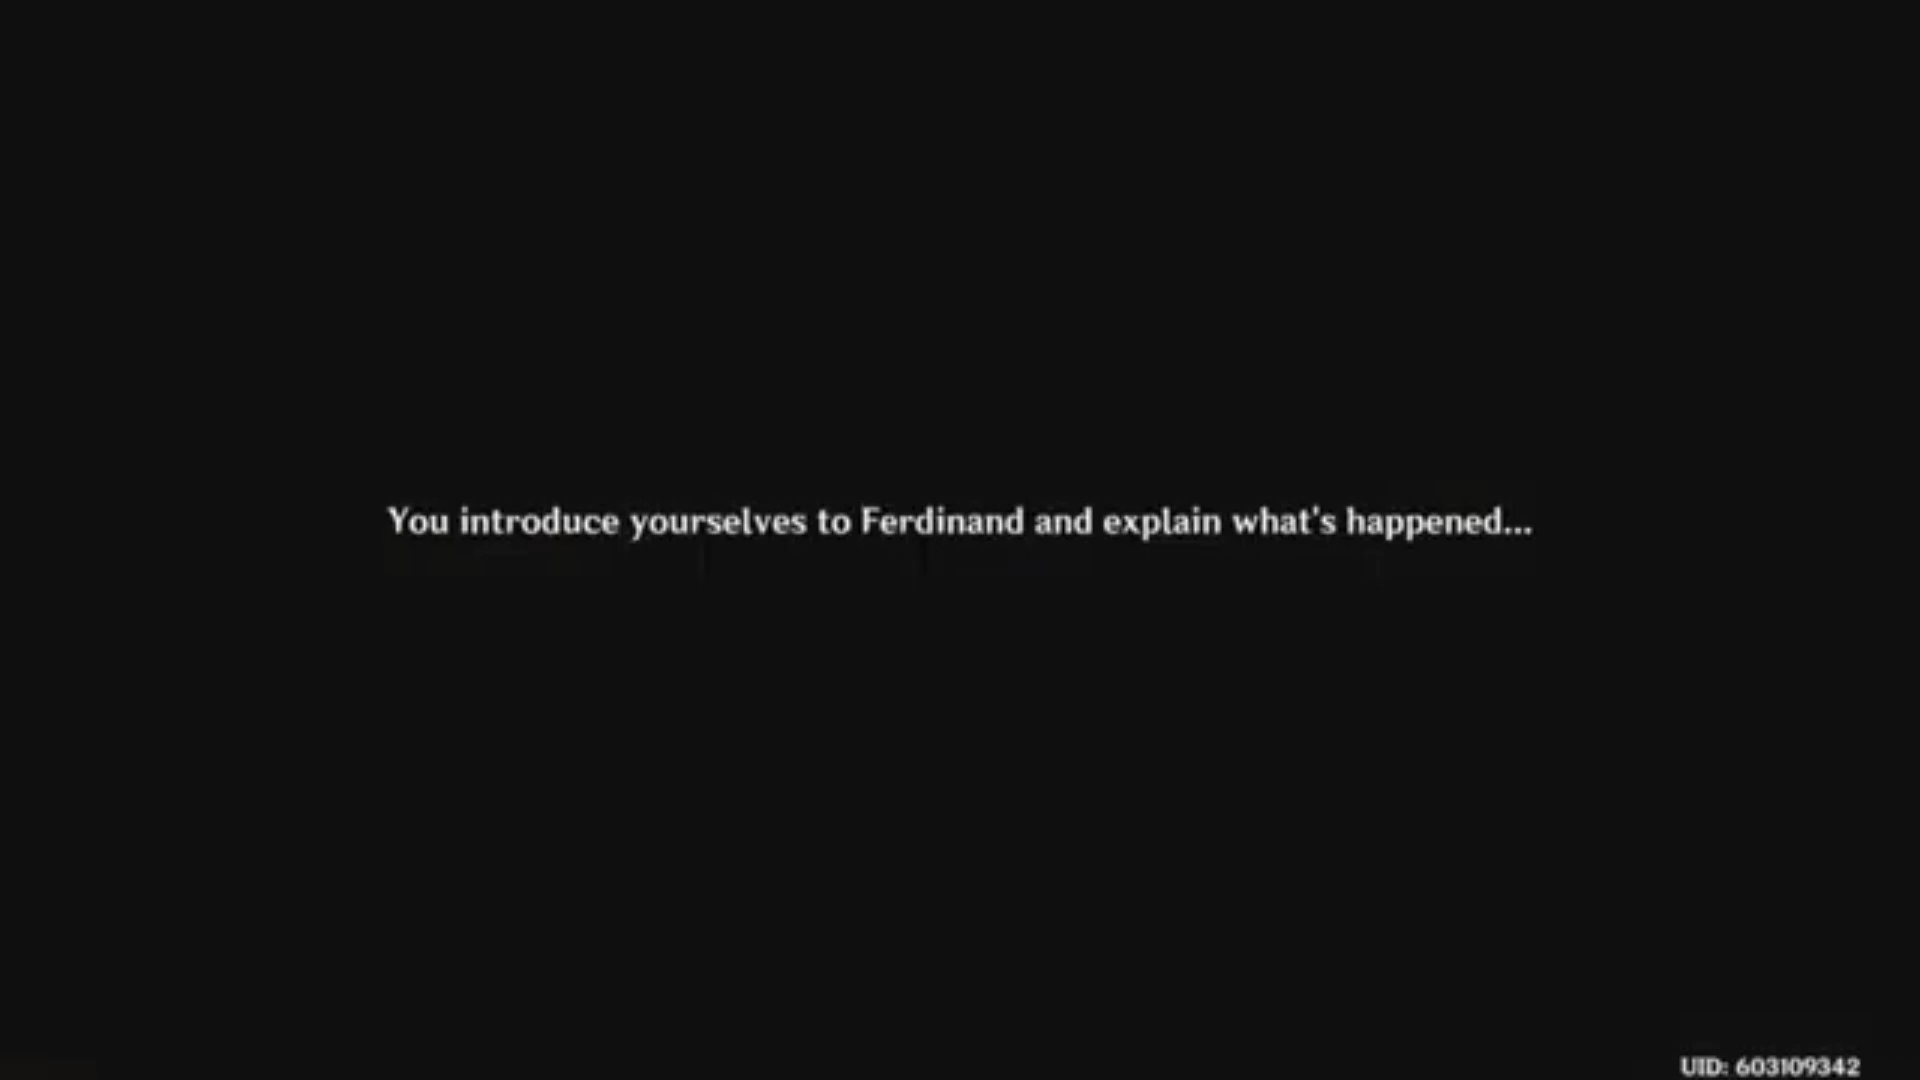 You introduce yourselves to Ferdinand and explain what's happened...
UID: 603109342